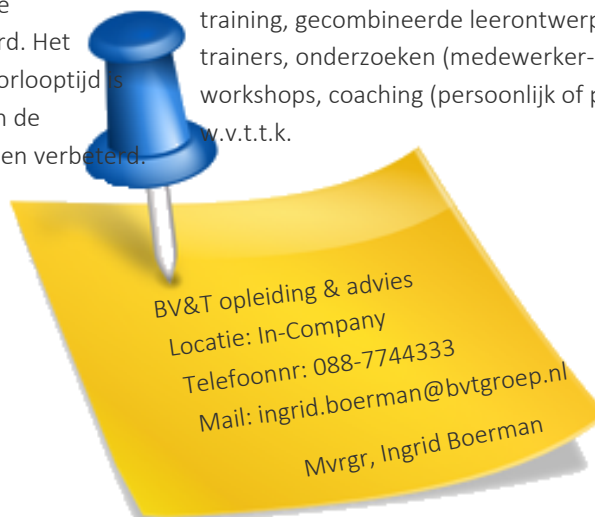 e
rd. Het
orlooptijd is
n de
en verbeterd.
training, gecombineerde leerontwerp
trainers, onderzoeken (medewerker-
workshops, coaching (persoonlijk of p
w.v.t.t.k.
BV&T opleiding & advies
Locatie: In-Company
Telefoonnr: 088-7744333
Mail: ingrid.boerman@bvtgroep.nl
Mvrgr, Ingrid Boerman